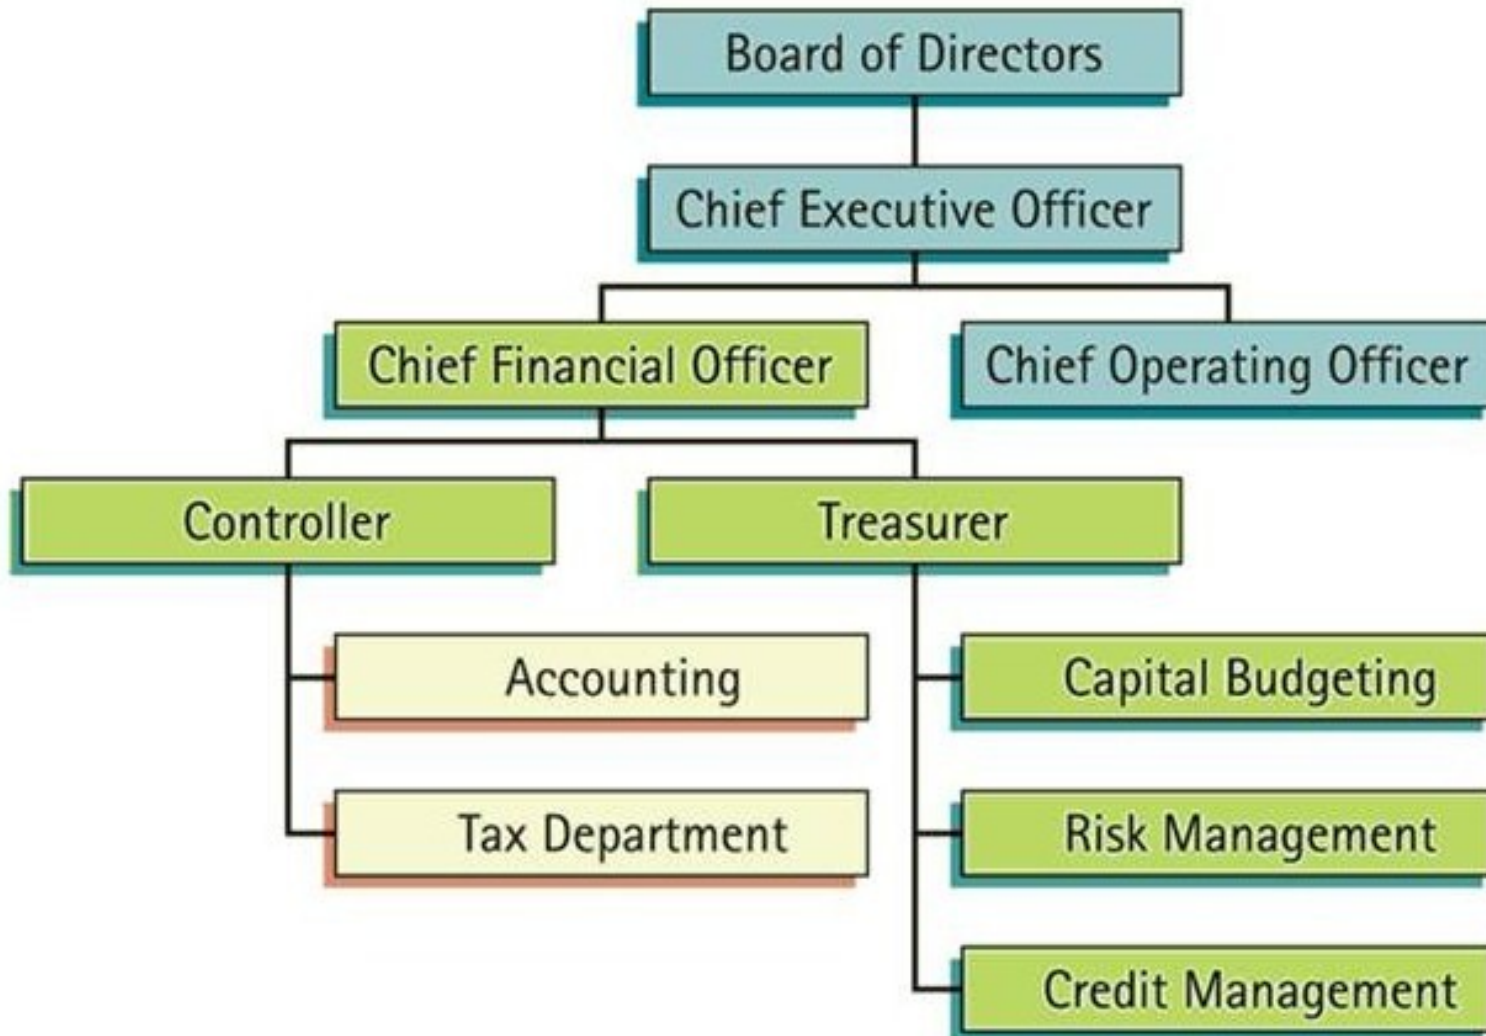 Board of Directors
Chief Executive Officer
Chief Financial Officer
Chief Operating Officer
Controller
Treasurer
Accounting
Capital Budgeting
Tax Department
Risk Management
Credit Management